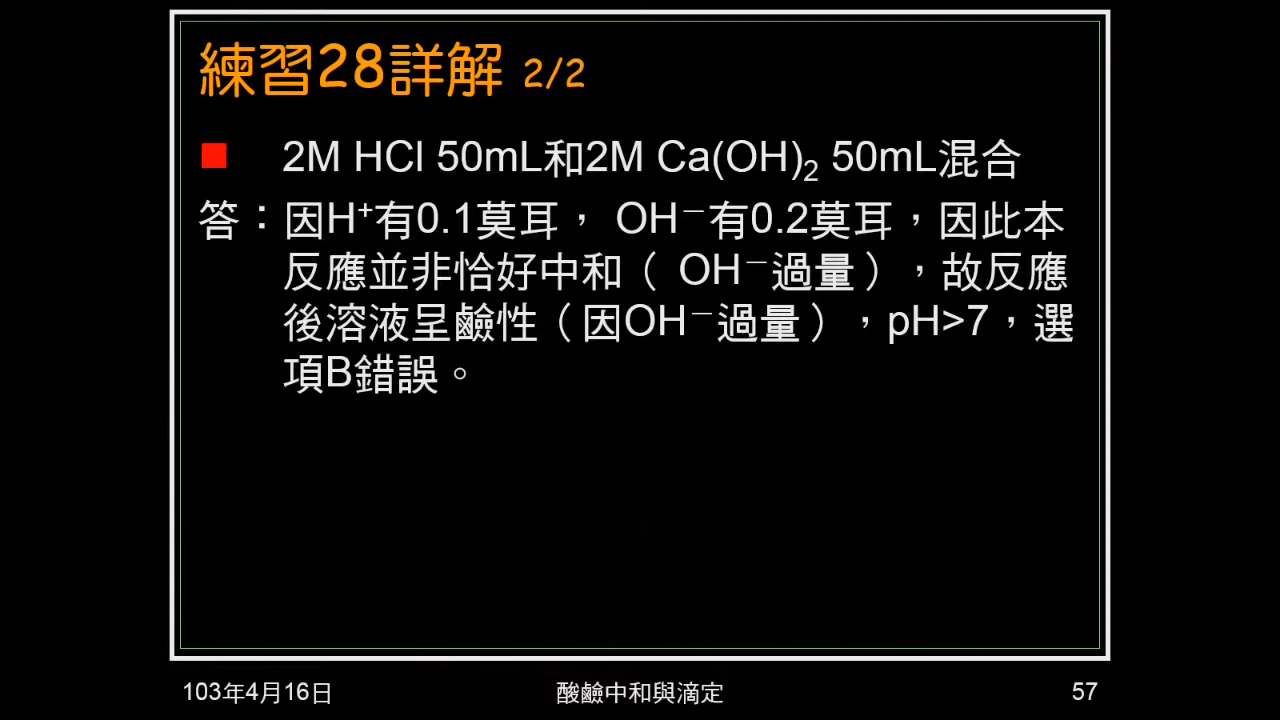 練習28詳解 2/2
2M HCl 50mL和2M Ca(OH)₂ 50mL混合
答：因H⁺有0.1莫耳， OH⁻有0.2莫耳，因此本
反應並非恰好中和（ OH⁻過量），故反應
後溶液呈鹼性（因OH⁻過量），pH>7，選
項B錯誤。
103年4月16日
酸鹼中和與滴定
57